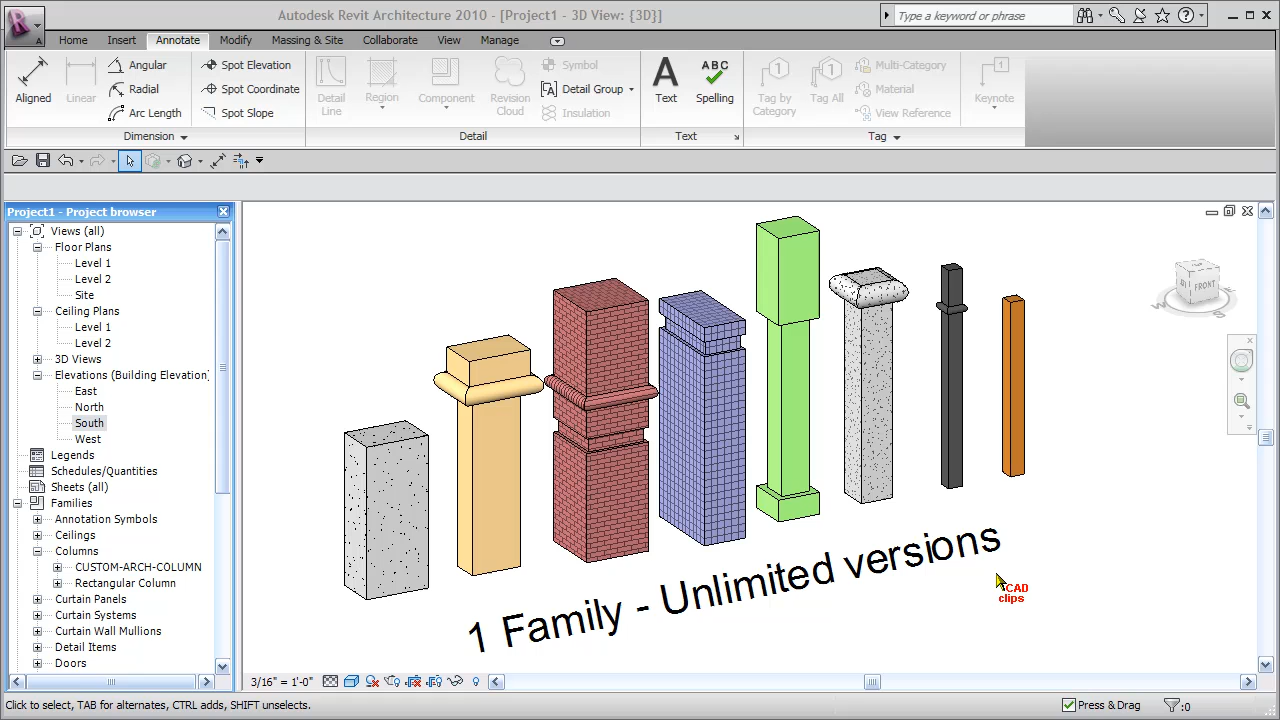 Autodesk Revit Architecture 2010 - [Project1 - 3D View: {3D}]
Type a keyword or phrase
Home Insert Annotate Modify Massing & Site Collaborate View Manage
Aligned
Linear
Angular
Radial
Arc Length
Spot Elevation
Spot Coordinate
Spot Slope
Detail
Line
Region
Component
Revision
Cloud
Symbol
Detail Group
Insulation
A
Text
ABC
Spelling
Tag by
Category
Tag All
Multi-Category
Material
View Reference
Keynote
Dimension
Detail
Text
Tag
Project1 - Project browser
Views (all)
Floor Plans
Level 1
Level 2
Site
Ceiling Plans
Level 1
Level 2
3D Views
Elevations (Building Elevation)
East
North
South
West
Legends
Schedules/Quantities
Sheets (all)
Families
Annotation Symbols
Ceilings
Columns
CUSTOM-ARCH-COLUMN
Rectangular Column
Curtain Panels
Curtain Systems
Curtain Wall Mullions
Detail Items
Doors
FRONT
1 Family - Unlimited versions
CAD
clips
3/16" = 1'-0"
Click to select, TAB for alternates, CTRL adds, SHIFT unselects.
Press & Drag
:0